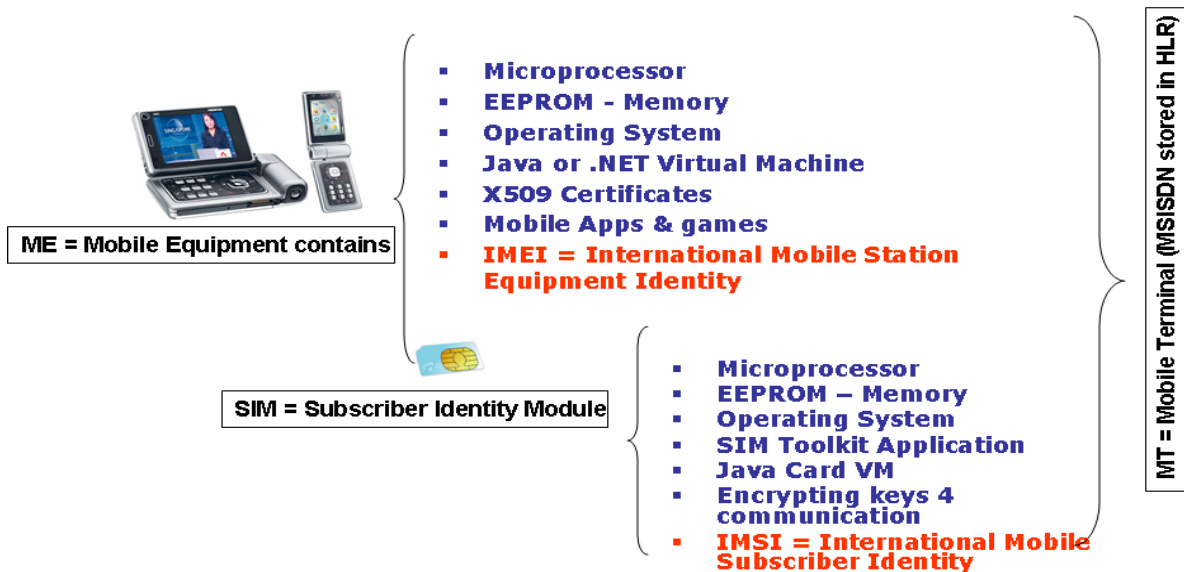 Microprocessor
EEPROM - Memory
Operating System
Java or .NET Virtual Machine
X509 Certificates
Mobile Apps & games
IMEI = International Mobile Station
Equipment Identity
ME = Mobile Equipment contains
SIM = Subscriber Identity Module
Microprocessor
EEPROM – Memory
Operating System
SIM Toolkit Application
Java Card VM
Encrypting keys 4
communication
IMSI = International Mobile
Subscriber Identity
MT = Mobile Terminal (MSISDN stored in HLR)